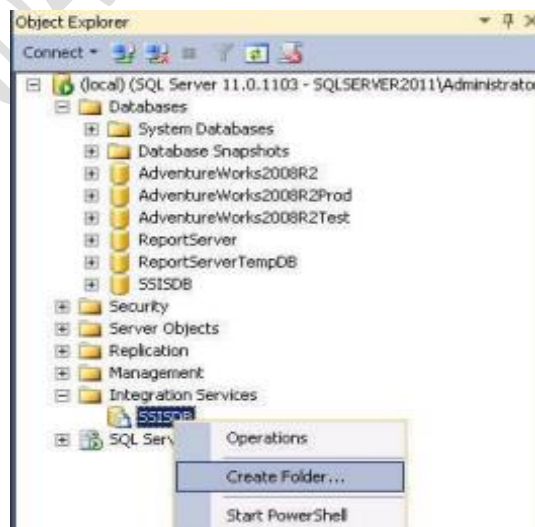 Object Explorer
Connect
(local) (SQL Server 11.0.1103 - SQLSERVER2011\Administrator
Databases
System Databases
Database Snapshots
AdventureWorks2008R2
AdventureWorks2008R2Prod
AdventureWorks2008R2Test
ReportServer
ReportServerTempDB
SSISDB
Security
Server Objects
Replication
Management
Integration Services
SSISDB
SQL Serv
Operations
Create Folder...
Start PowerShell